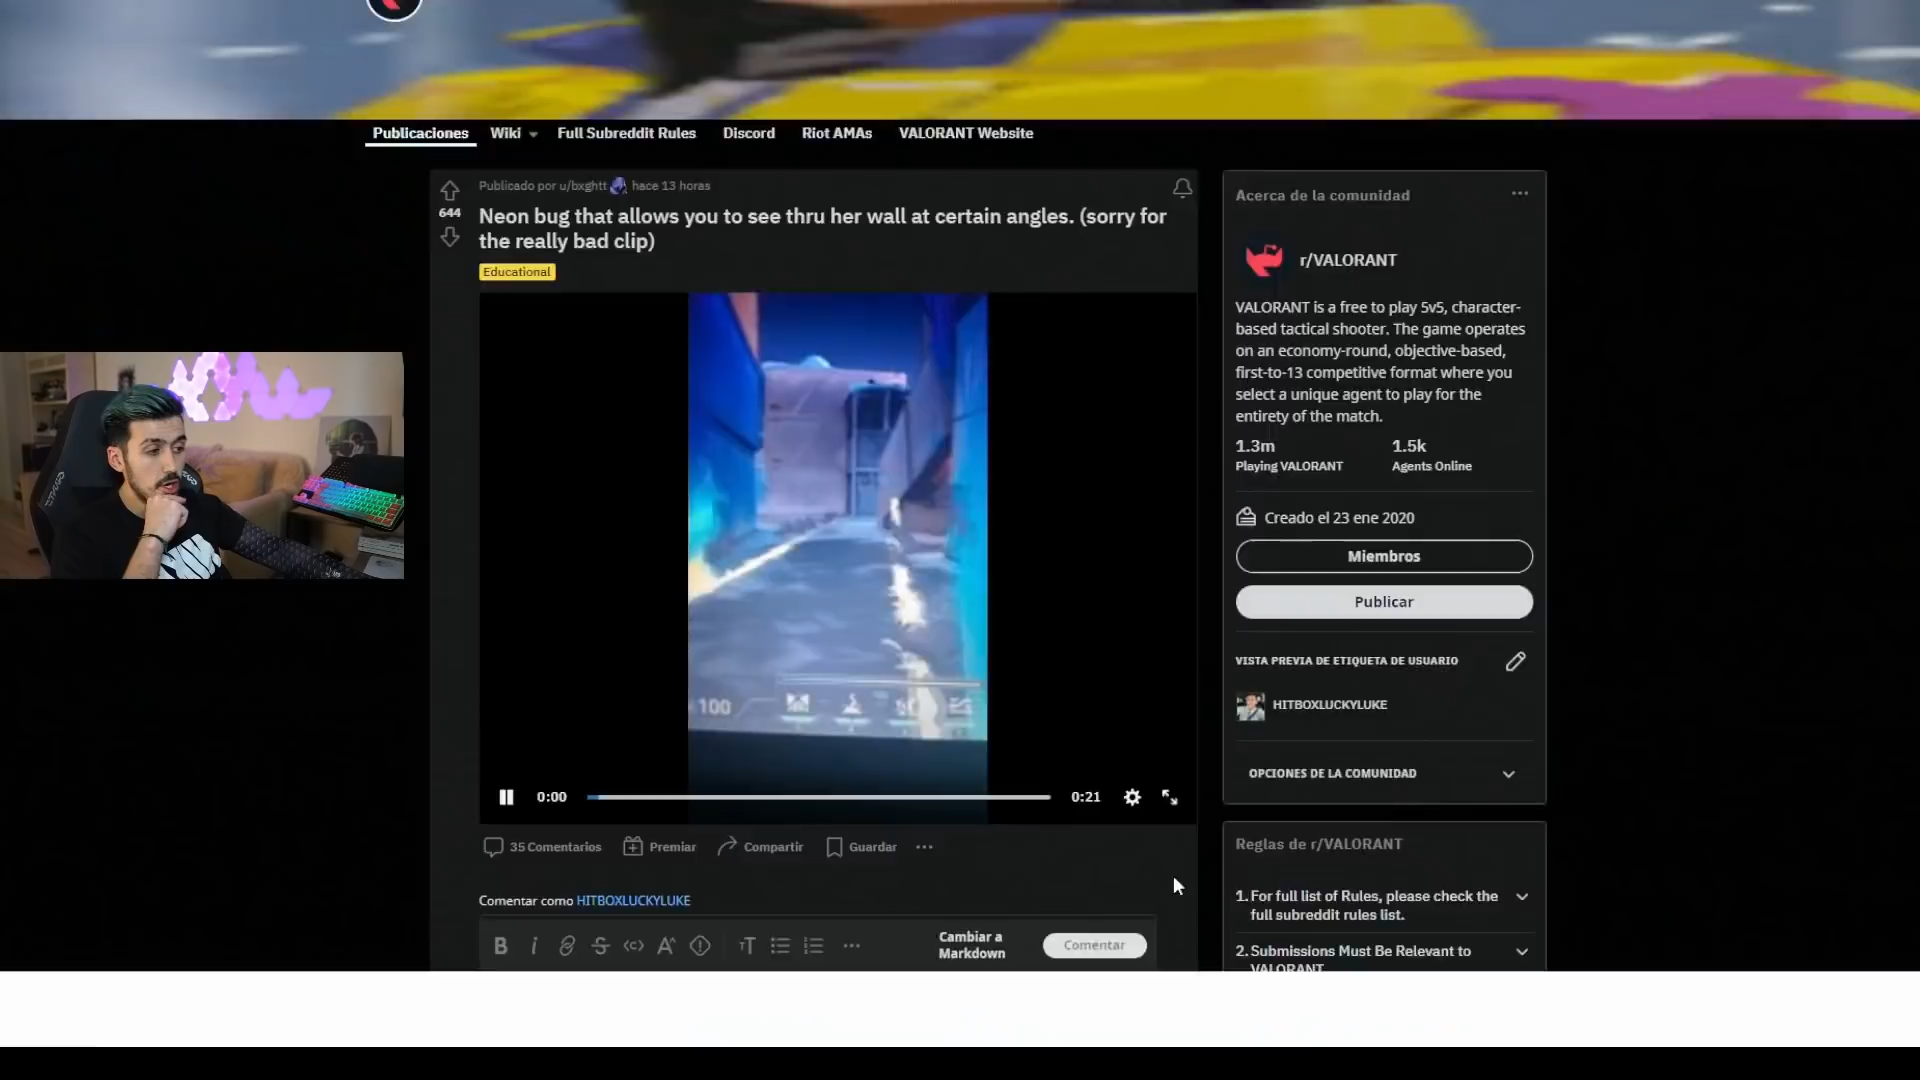 Publicaciones Wiki Full Subreddit Rules Discord Riot AMAs VALORANT Website
644
Publicado por u/bxghtt hace 13 horas
Neon bug that allows you to see thru her wall at certain angles. (sorry for
the really bad clip)
Educational
100
0:00 0:21
35 Comentarios Premiar Compartir Guardar
Comentar como HITBOXLUCKYLUKE
Cambiar a
Markdown
Comentar
Acerca de la comunidad
r/VALORANT
VALORANT is a free to play 5v5, character-
based tactical shooter. The game operates
on an economy-round, objective-based,
first-to-13 competitive format where you
select a unique agent to play for the
entirety of the match.
1.3m 1.5k
Playing VALORANT Agents Online
Creado el 23 ene 2020
Miembros
Publicar
VISTA PREVIA DE ETIQUETA DE USUARIO
HITBOXLUCKYLUKE
OPCIONES DE LA COMUNIDAD
Reglas de r/VALORANT
1. For full list of Rules, please check the
full subreddit rules list.
2. Submissions Must Be Relevant to
VALORANT